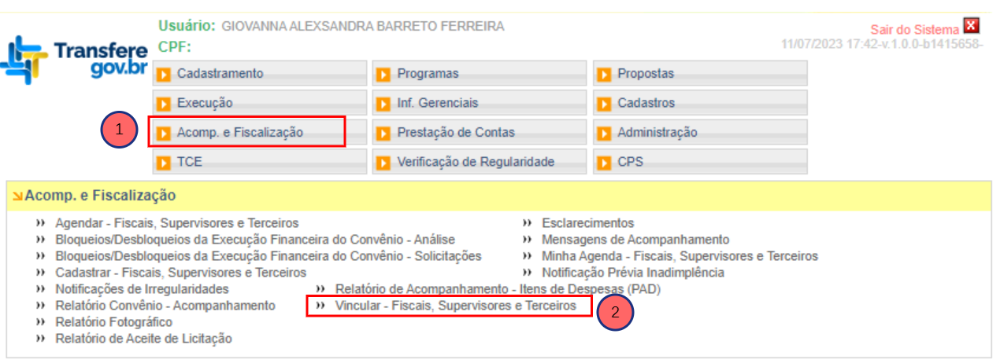 Usuário: GIOVANNA ALEXSANDRA BARRETO FERREIRA
Sair do Sistema
CPF:
11/07/2023 17:42-v.1.0.0-b1415658-
Transfere
gov.br
Cadastramento Programas Propostas
Execução Inf. Gerenciais Cadastros
1
Acomp. e Fiscalização Prestação de Contas Administração
TCE Verificação de Regularidade CPS
Acomp. e Fiscalização
Agendar - Fiscais, Supervisores e Terceiros Esclarecimentos
Bloqueios/Desbloqueios da Execução Financeira do Convênio - Análise Mensagens de Acompanhamento
Bloqueios/Desbloqueios da Execução Financeira do Convênio - Solicitações Minha Agenda - Fiscais, Supervisores e Terceiros
Cadastrar - Fiscais, Supervisores e Terceiros Notificação Prévia Inadimplência
Notificações de Irregularidades Relatório de Acompanhamento - Itens de Despesas (PAD)
Relatório Convênio - Acompanhamento Vincular - Fiscais, Supervisores e Terceiros
2
Relatório Fotográfico
Relatório de Aceite de Licitação